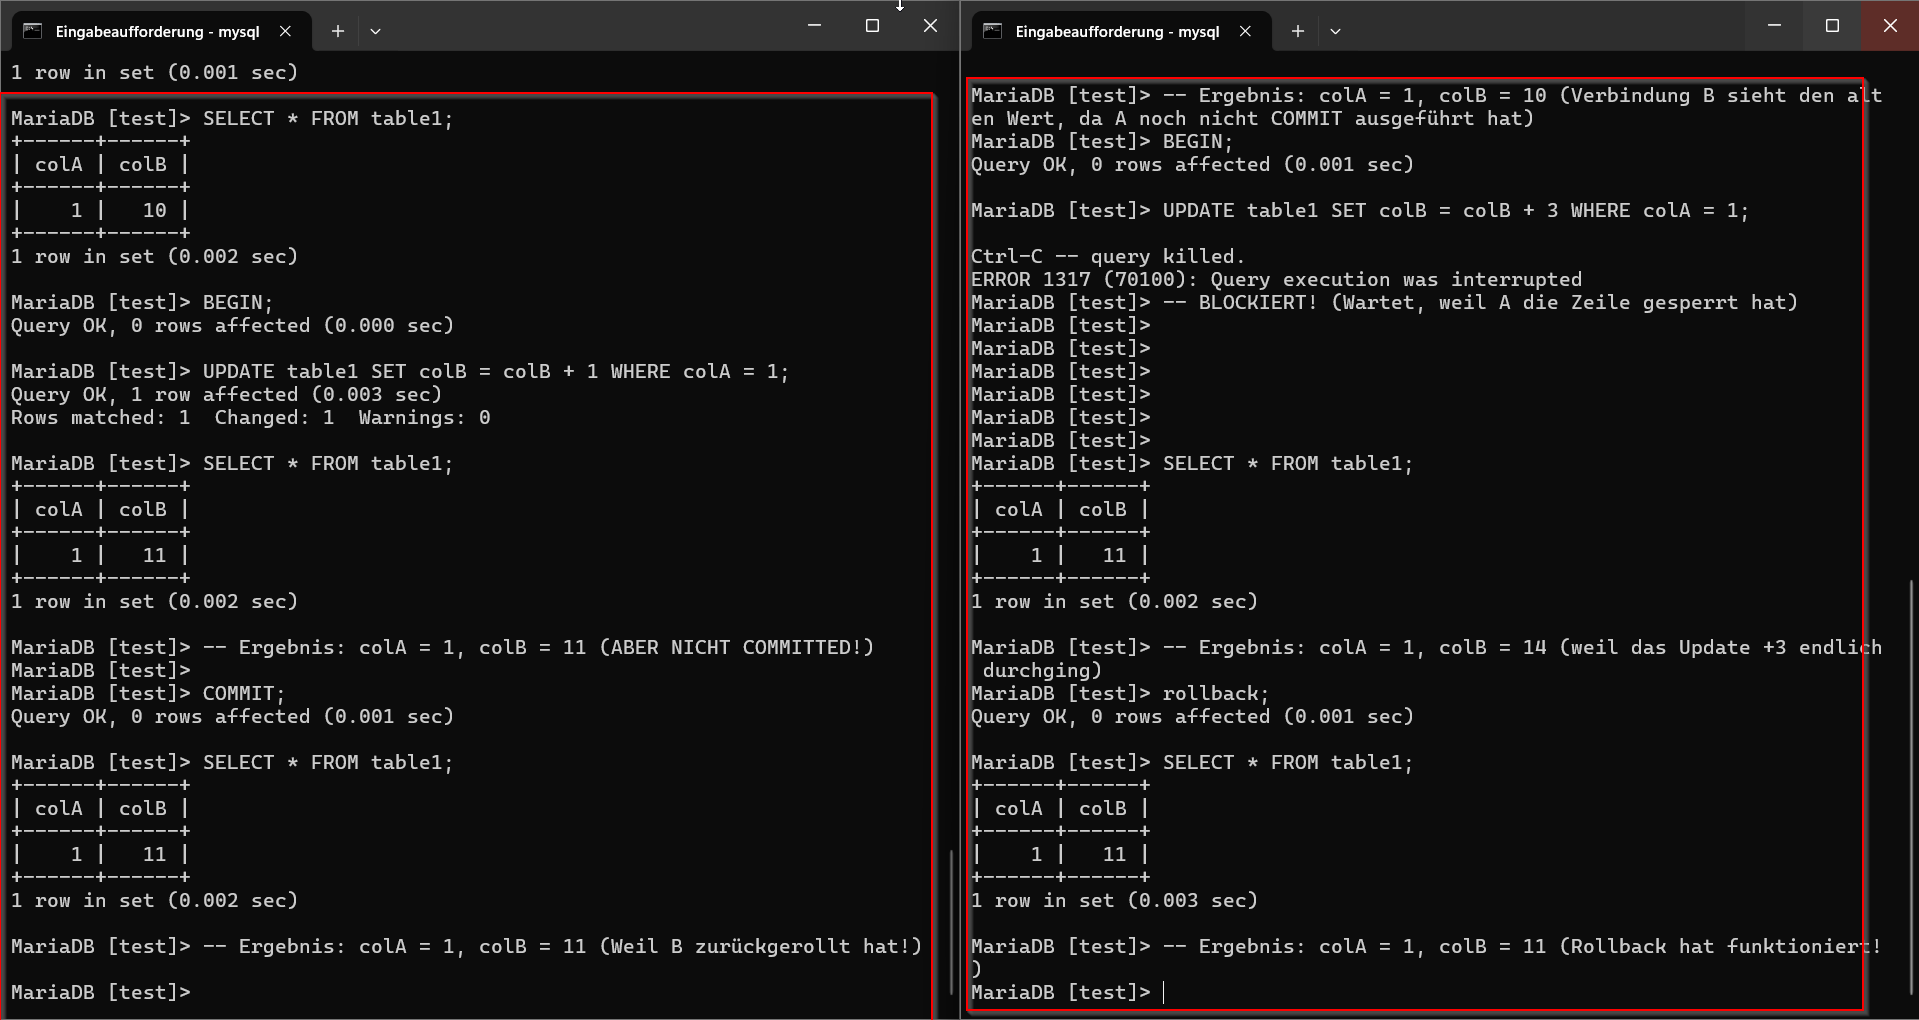 Eingabeaufforderung - mysql
1 row in set (0.001 sec)
MariaDB [test]> SELECT * FROM table1;
+------+------+
| colA | colB |
+------+------+
|    1 |   10 |
+------+------+
1 row in set (0.002 sec)
MariaDB [test]> BEGIN;
Query OK, 0 rows affected (0.000 sec)
MariaDB [test]> UPDATE table1 SET colB = colB + 1 WHERE colA = 1;
Query OK, 1 row affected (0.003 sec)
Rows matched: 1  Changed: 1  Warnings: 0
MariaDB [test]> SELECT * FROM table1;
+------+------+
| colA | colB |
+------+------+
|    1 |   11 |
+------+------+
1 row in set (0.002 sec)
MariaDB [test]> -- Ergebnis: colA = 1, colB = 11 (ABER NICHT COMMITTED!)
MariaDB [test]>
MariaDB [test]> COMMIT;
Query OK, 0 rows affected (0.001 sec)
MariaDB [test]> SELECT * FROM table1;
+------+------+
| colA | colB |
+------+------+
|    1 |   11 |
+------+------+
1 row in set (0.002 sec)
MariaDB [test]> -- Ergebnis: colA = 1, colB = 11 (Weil B zurückgerollt hat!)
MariaDB [test]>
Eingabeaufforderung - mysql
MariaDB [test]> -- Ergebnis: colA = 1, colB = 10 (Verbindung B sieht den alt
en Wert, da A noch nicht COMMIT ausgeführt hat)
MariaDB [test]> BEGIN;
Query OK, 0 rows affected (0.001 sec)
MariaDB [test]> UPDATE table1 SET colB = colB + 3 WHERE colA = 1;
Ctrl-C -- query killed.
ERROR 1317 (70100): Query execution was interrupted
MariaDB [test]> -- BLOCKIERT! (Wartet, weil A die Zeile gesperrt hat)
MariaDB [test]>
MariaDB [test]>
MariaDB [test]>
MariaDB [test]>
MariaDB [test]>
MariaDB [test]>
MariaDB [test]> SELECT * FROM table1;
+------+------+
| colA | colB |
+------+------+
|    1 |   11 |
+------+------+
1 row in set (0.002 sec)
MariaDB [test]> -- Ergebnis: colA = 1, colB = 14 (weil das Update +3 endlich
 durchging)
MariaDB [test]> rollback;
Query OK, 0 rows affected (0.001 sec)
MariaDB [test]> SELECT * FROM table1;
+------+------+
| colA | colB |
+------+------+
|    1 |   11 |
+------+------+
1 row in set (0.003 sec)
MariaDB [test]> -- Ergebnis: colA = 1, colB = 11 (Rollback hat funktioniert!
)
MariaDB [test]>